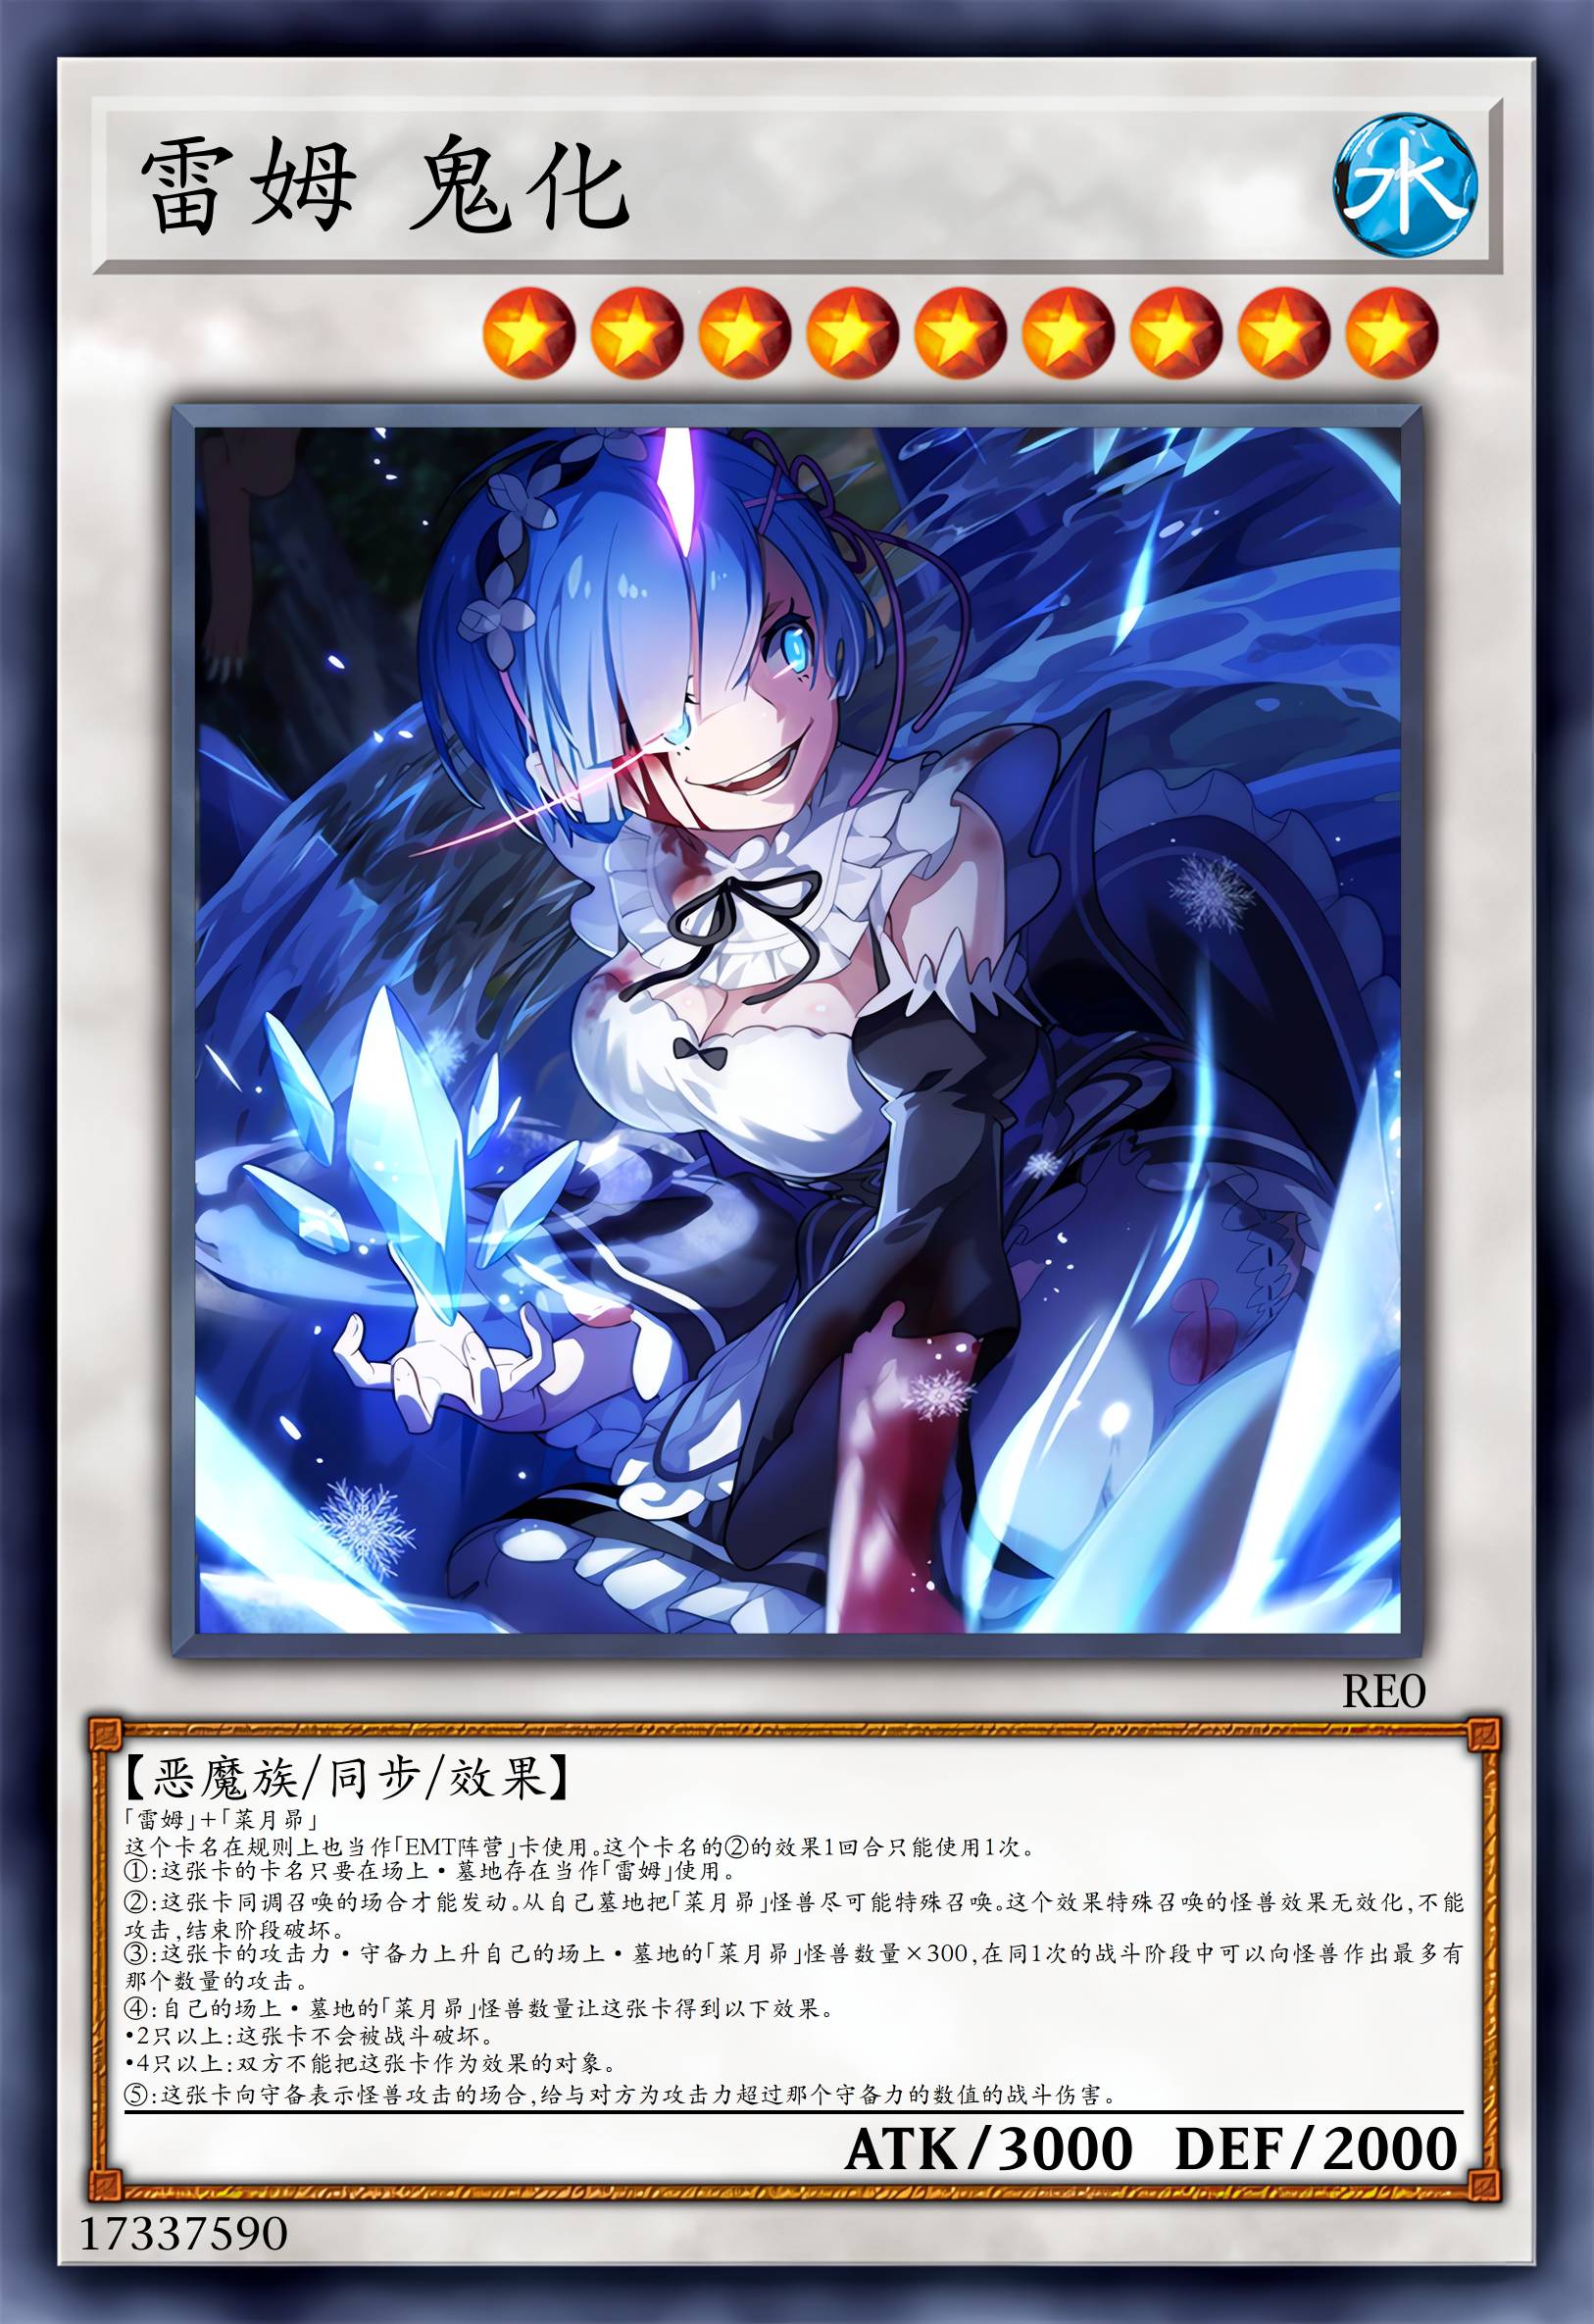 雷姆 鬼化
水
RE0
【恶魔族/同步/效果】
「雷姆」+「菜月昴」
这个卡名在规则上也当作「EMT阵营」卡使用。这个卡名的②的效果1回合只能使用1次。
①:这张卡的卡名只要在场上·墓地存在当作「雷姆」使用。
②:这张卡同调召唤的场合才能发动。从自己墓地把「菜月昴」怪兽尽可能特殊召唤。这个效果特殊召唤的怪兽效果无效化,不能
攻击,结束阶段破坏。
③:这张卡的攻击力·守备力上升自己的场上·墓地的「菜月昴」怪兽数量×300,在同1次的战斗阶段中可以向怪兽作出最多有
那个数量的攻击。
④:自己的场上·墓地的「菜月昴」怪兽数量让这张卡得到以下效果。
•2只以上:这张卡不会被战斗破坏。
•4只以上:双方不能把这张卡作为效果的对象。
⑤:这张卡向守备表示怪兽攻击的场合,给与对方为攻击力超过那个守备力的数值的战斗伤害。
ATK/3000 DEF/2000
17337590